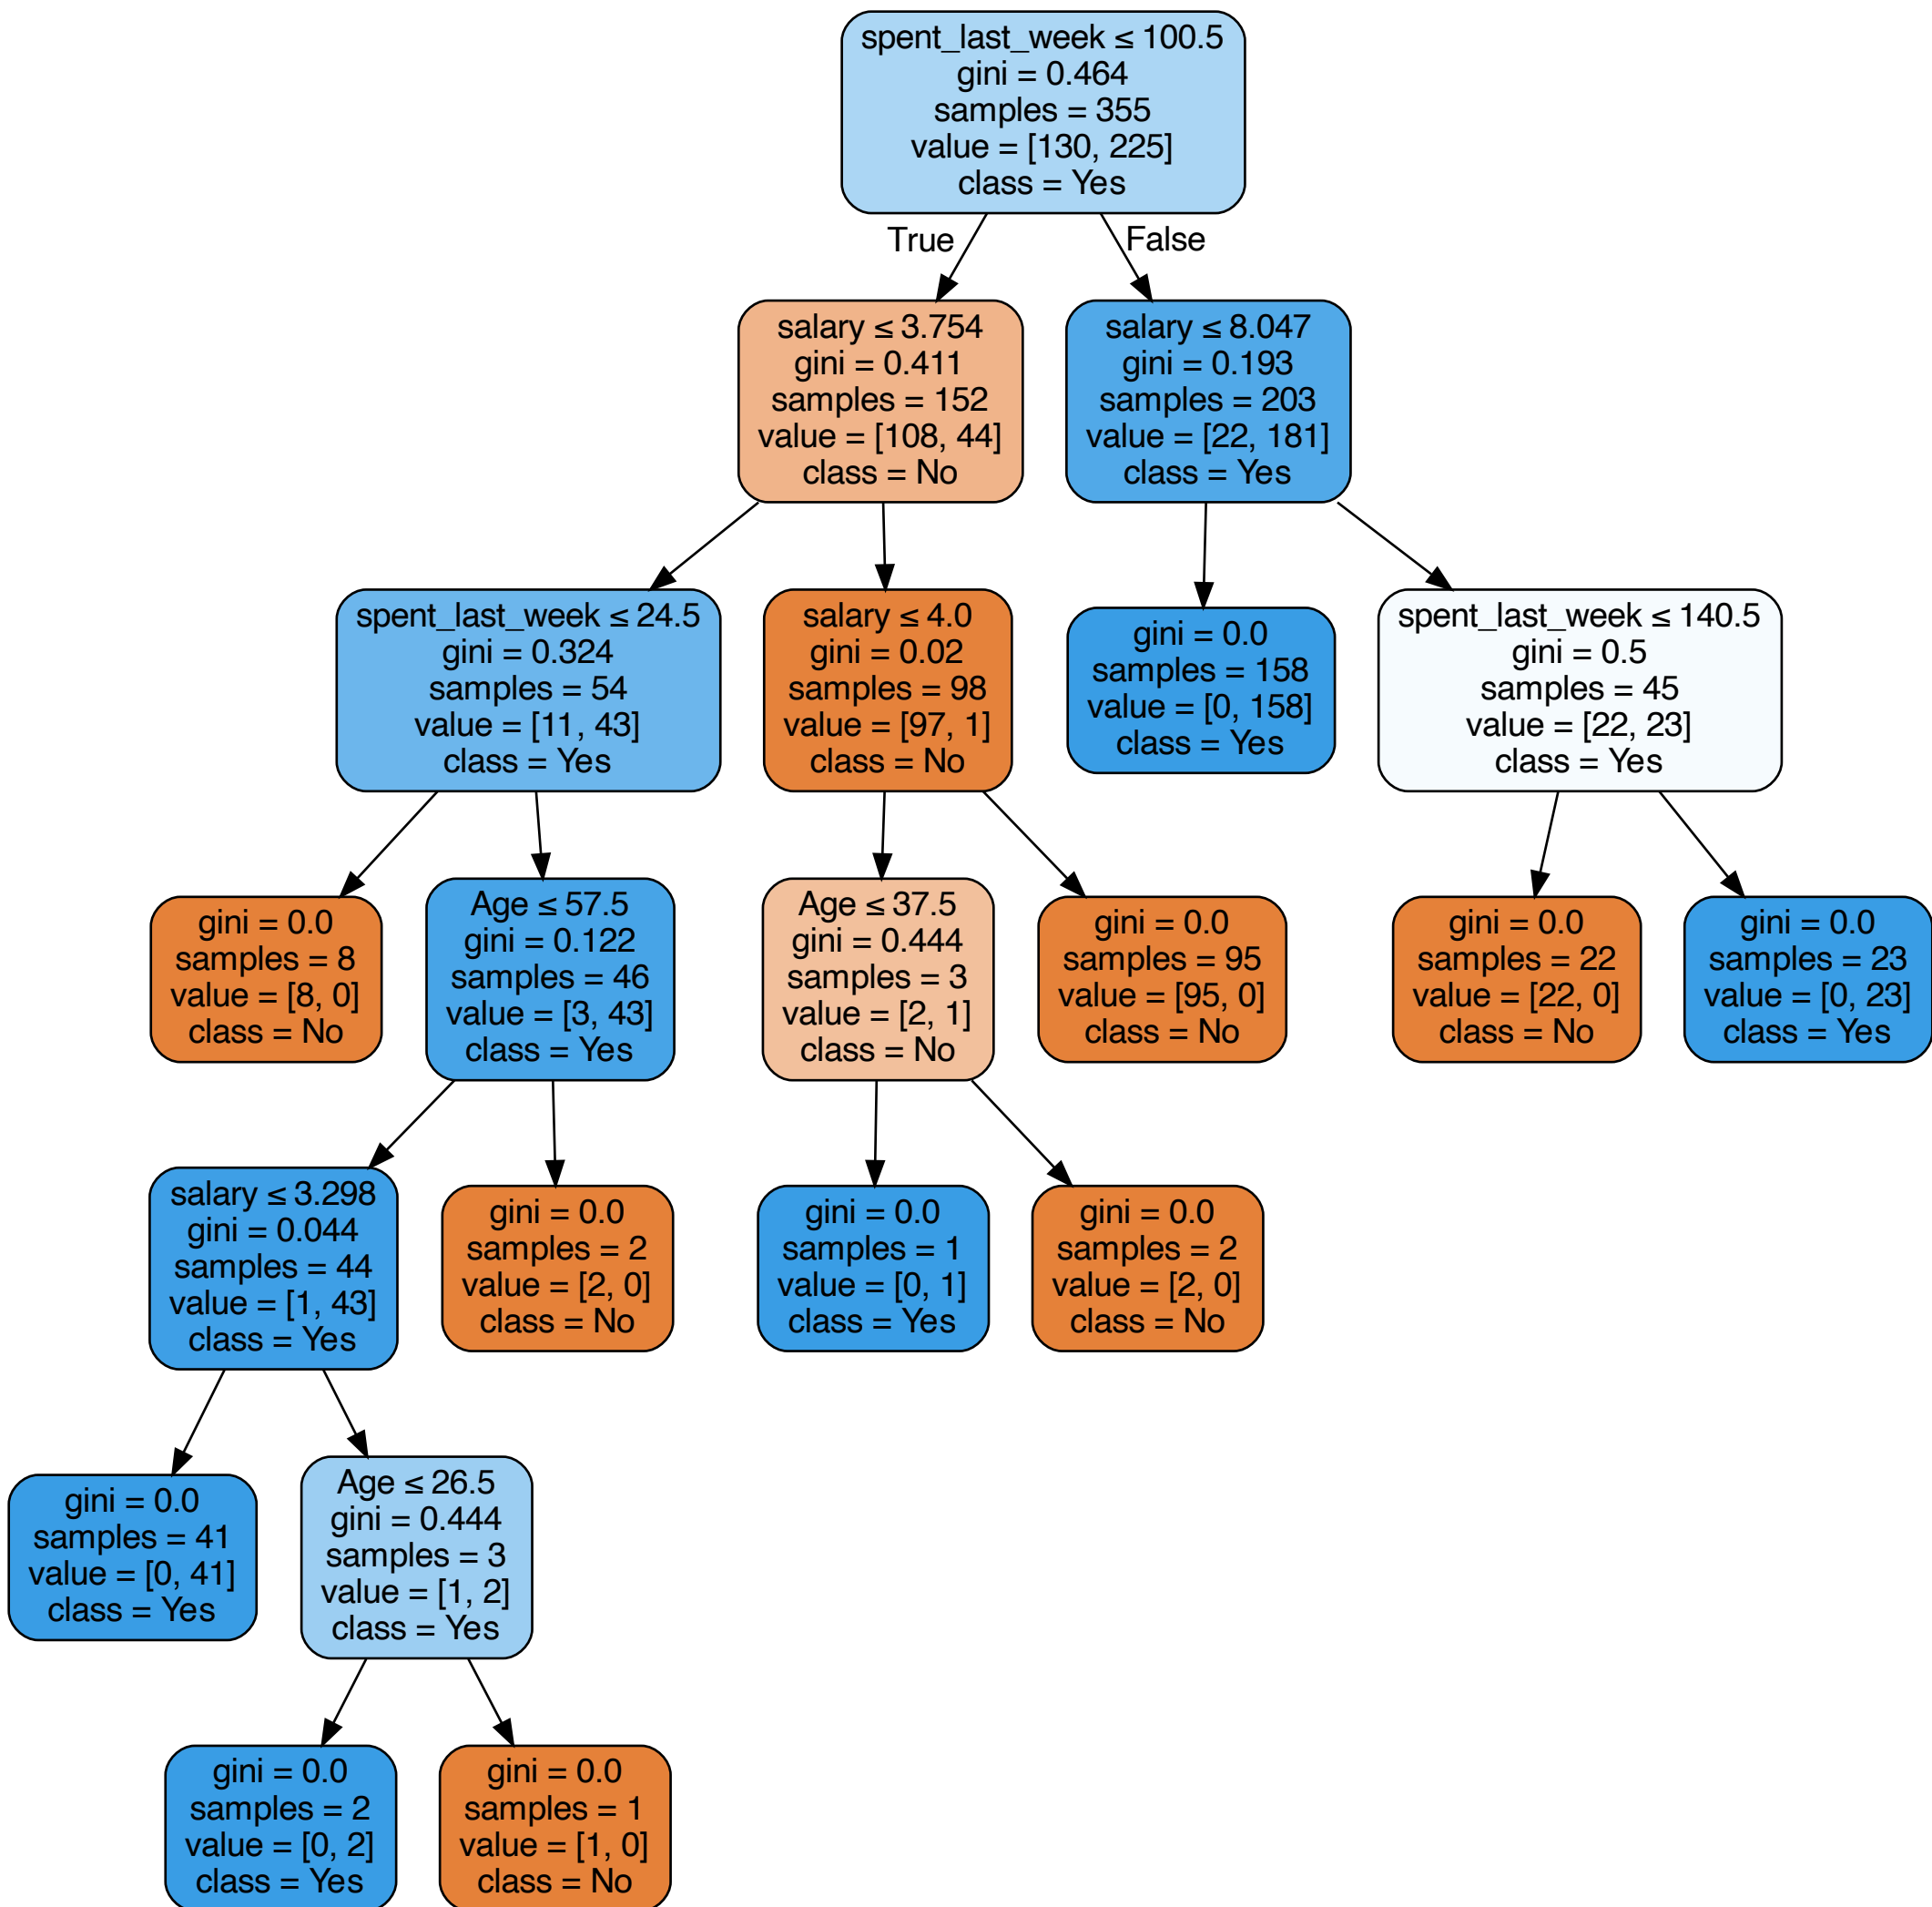 spent_last_week ≤ 100.5
gini = 0.464
samples = 355
value = [130, 225]
class = Yes
True
False
salary ≤ 3.754
gini = 0.411
samples = 152
value = [108, 44]
class = No
salary ≤ 8.047
gini = 0.193
samples = 203
value = [22, 181]
class = Yes
spent_last_week ≤ 24.5
gini = 0.324
samples = 54
value = [11, 43]
class = Yes
salary ≤ 4.0
gini = 0.02
samples = 98
value = [97, 1]
class = No
gini = 0.0
samples = 158
value = [0, 158]
class = Yes
spent_last_week ≤ 140.5
gini = 0.5
samples = 45
value = [22, 23]
class = Yes
gini = 0.0
samples = 8
value = [8, 0]
class = No
Age ≤ 57.5
gini = 0.122
samples = 46
value = [3, 43]
class = Yes
Age ≤ 37.5
gini = 0.444
samples = 3
value = [2, 1]
class = No
gini = 0.0
samples = 95
value = [95, 0]
class = No
gini = 0.0
samples = 22
value = [22, 0]
class = No
gini = 0.0
samples = 23
value = [0, 23]
class = Yes
salary ≤ 3.298
gini = 0.044
samples = 44
value = [1, 43]
class = Yes
gini = 0.0
samples = 2
value = [2, 0]
class = No
gini = 0.0
samples = 1
value = [0, 1]
class = Yes
gini = 0.0
samples = 2
value = [2, 0]
class = No
gini = 0.0
samples = 41
value = [0, 41]
class = Yes
Age ≤ 26.5
gini = 0.444
samples = 3
value = [1, 2]
class = Yes
gini = 0.0
samples = 2
value = [0, 2]
class = Yes
gini = 0.0
samples = 1
value = [1, 0]
class = No